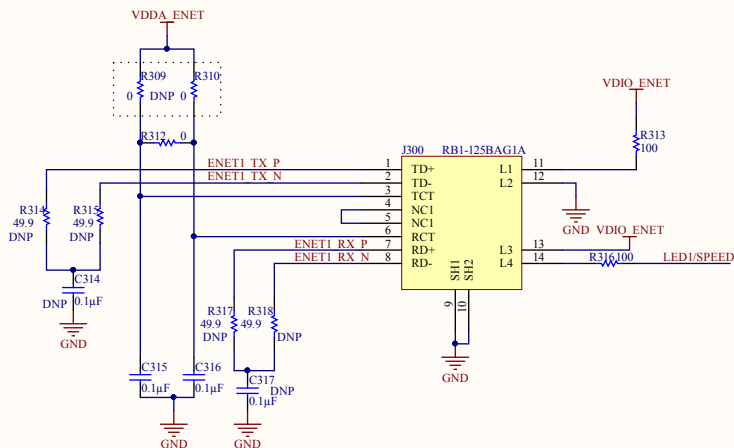 VDDA_ENET
R309
R310
0 DNP 0
R312 0
VDIO_ENET
R313
100
J300 RB1-125BAG1A
ENET1_TX_P 1 TD+ L1 11
ENET1_TX_N 2 TD- L2 12
3 TCT
4 NC1
5 NC1
6 RCT
ENET1_RX_P 7 RD+ L3 13
ENET1_RX_N 8 RD- L4 14
SH1
SH2
9
10
GND
VDIO_ENET
R316 100
LED1/SPEED
R314
49.9
DNP
R315
49.9
DNP
C314
DNP
0.1µF
GND
R317
49.9
DNP
R318
49.9
DNP
GND
C315
0.1µF
C316
0.1µF
C317
DNP
0.1µF
GND
GND